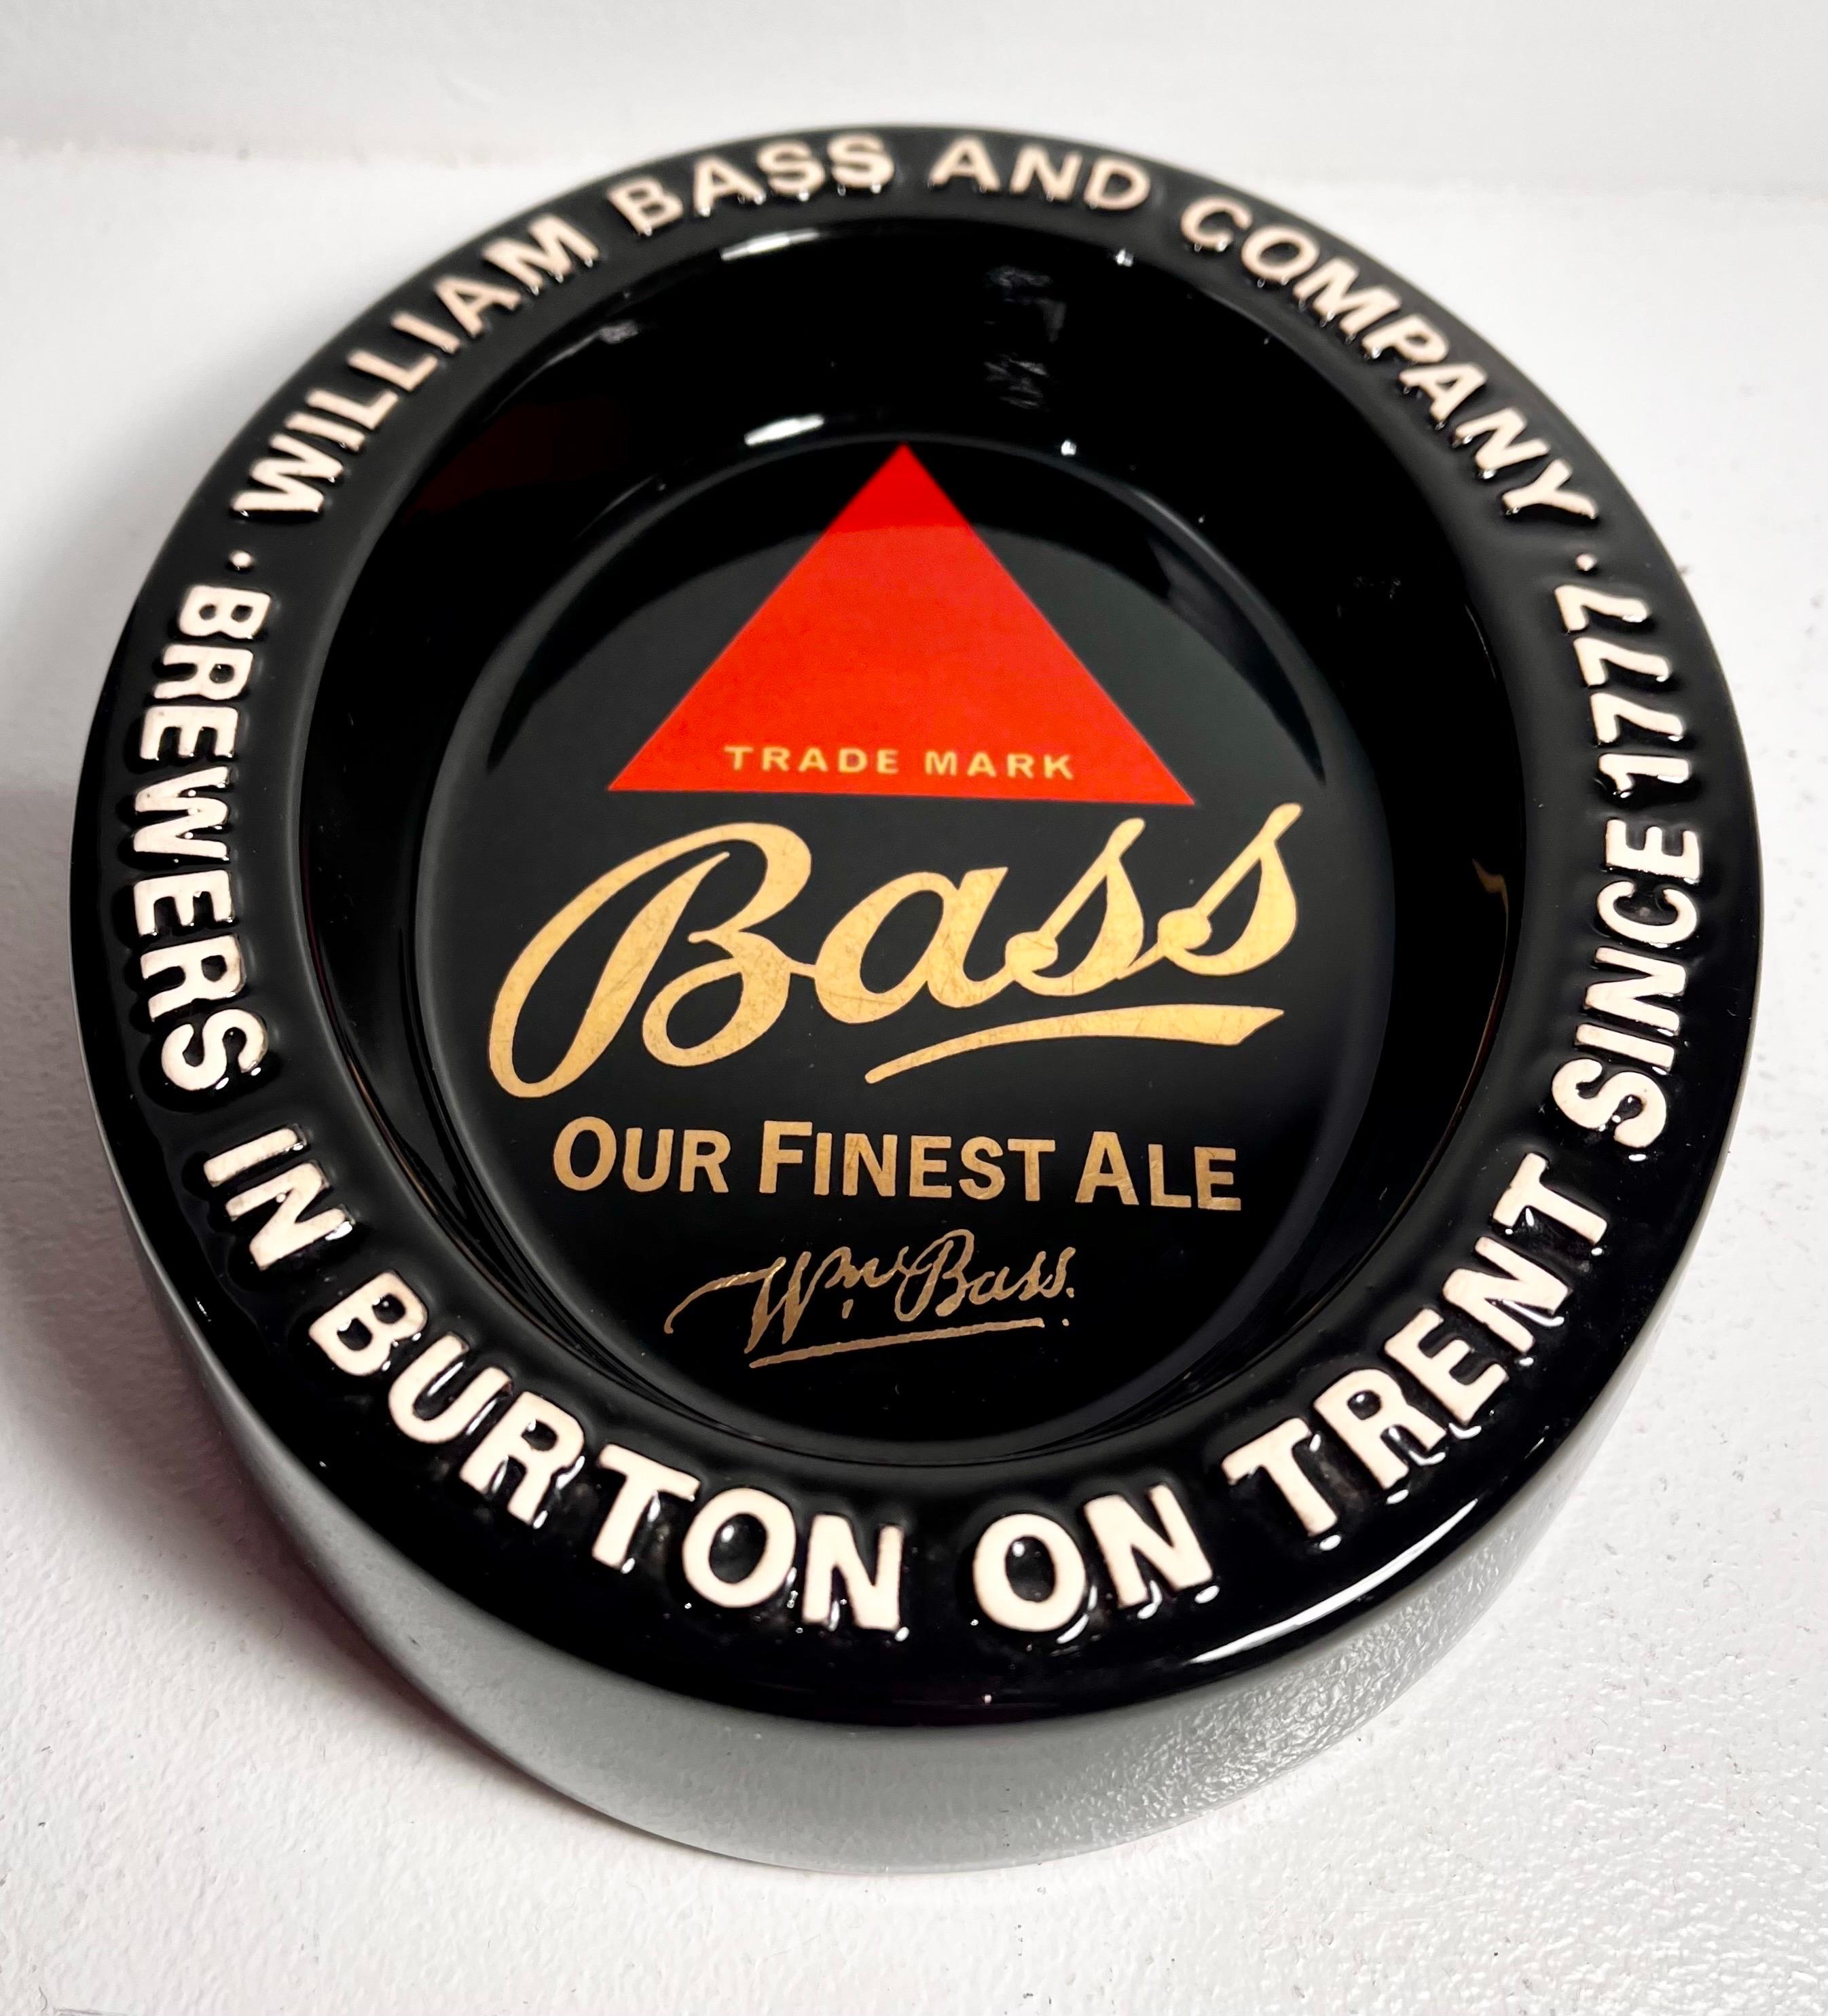 · WILLIAM BASS AND COMPANY ·
BREWERS IN BURTON ON TRENT SINCE 1777
TRADE MARK
Bass
OUR FINEST ALE
Wm Bass.